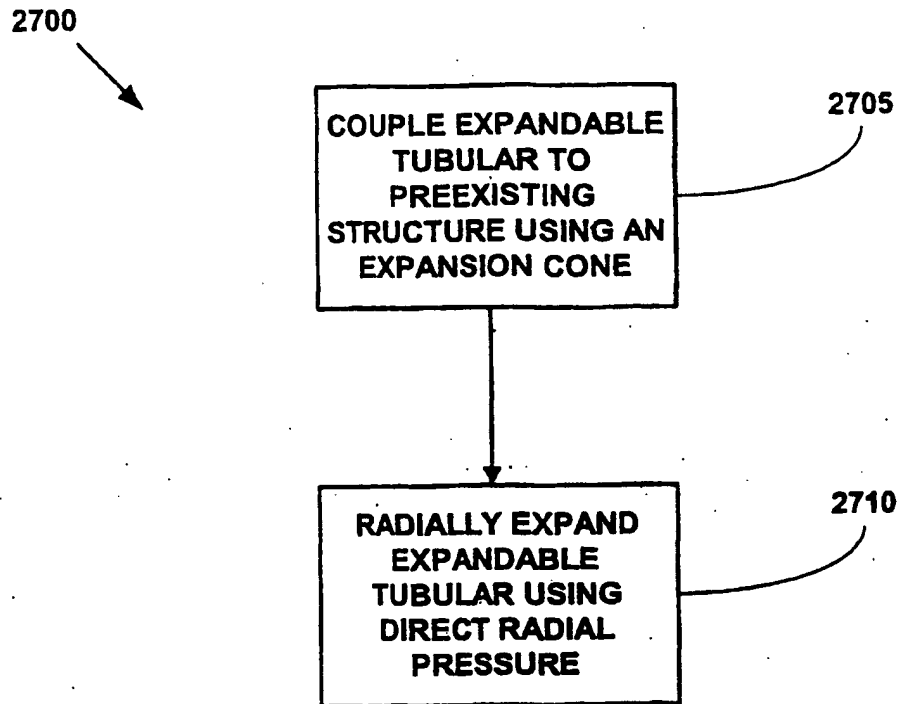 2700
COUPLE EXPANDABLE
TUBULAR TO
PREEXISTING
STRUCTURE USING AN
EXPANSION CONE
2705
RADIALLY EXPAND
EXPANDABLE
TUBULAR USING
DIRECT RADIAL
PRESSURE
2710